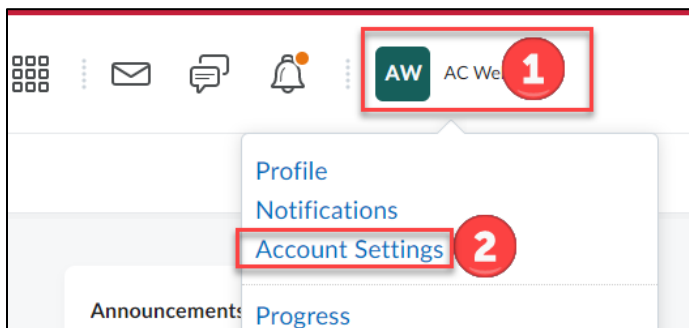 AW AC We 1
Profile
Notifications
Account Settings 2
Announcements
Progress